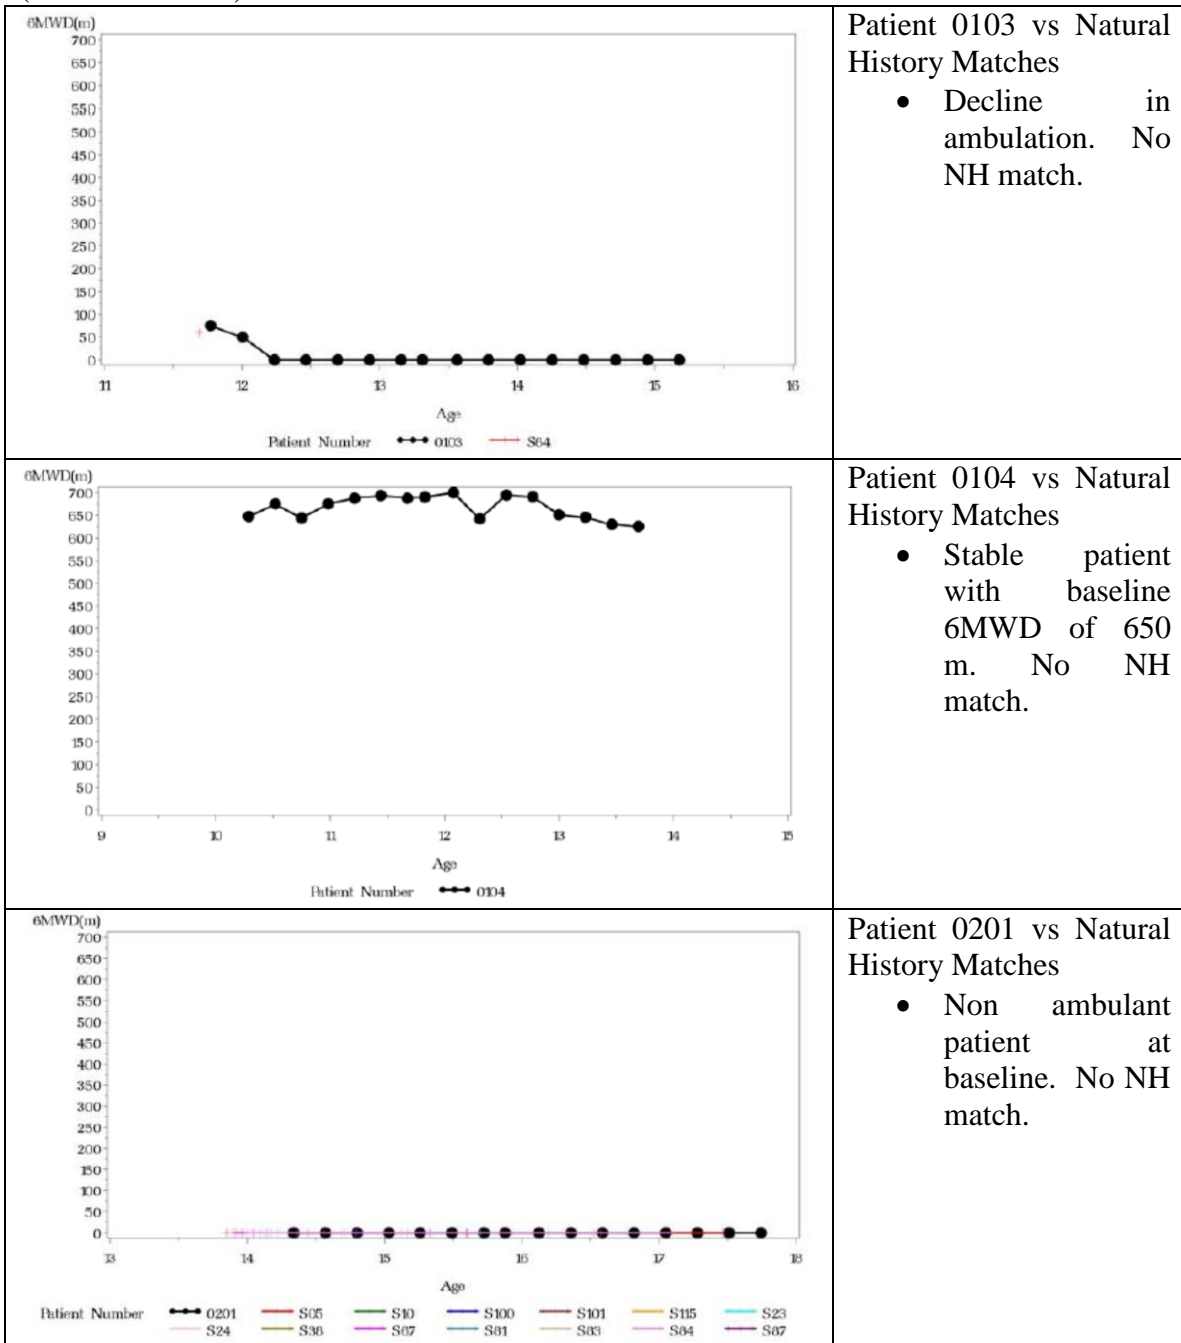 6MWD(m)
700
650
600
550
500
450
400
350
300
250
200
150
100
50
0
11 12 13 14 15 16
Age
Patient Number 0103 S64
Patient 0103 vs Natural
History Matches
• Decline in
ambulation. No
NH match.
6MWD(m)
700
650
600
550
500
450
400
350
300
250
200
150
100
50
0
9 10 11 12 13 14 15
Age
Patient Number 0104
Patient 0104 vs Natural
History Matches
• Stable patient
with baseline
6MWD of 650
m. No NH
match.
6MWD(m)
700
650
600
550
500
450
400
350
300
250
200
150
100
50
0
13 14 15 16 17 18
Age
Patient Number 0201 S05 S10 S100 S101 S115 S23
S24 S38 S67 S81 S83 S84 S87
Patient 0201 vs Natural
History Matches
• Non ambulant
patient at
baseline. No NH
match.